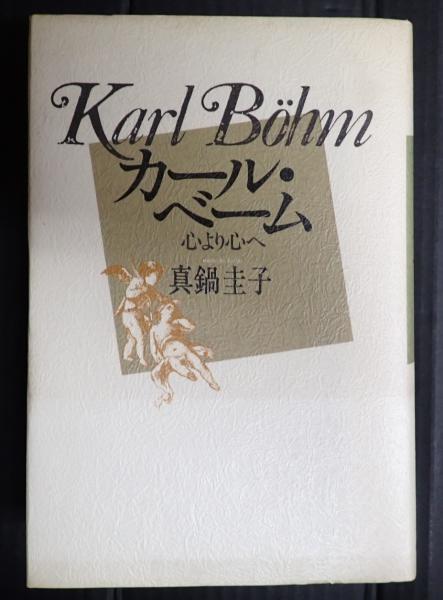 Karl Böhm
カール・
ベーム
心より心へ
真鍋圭子